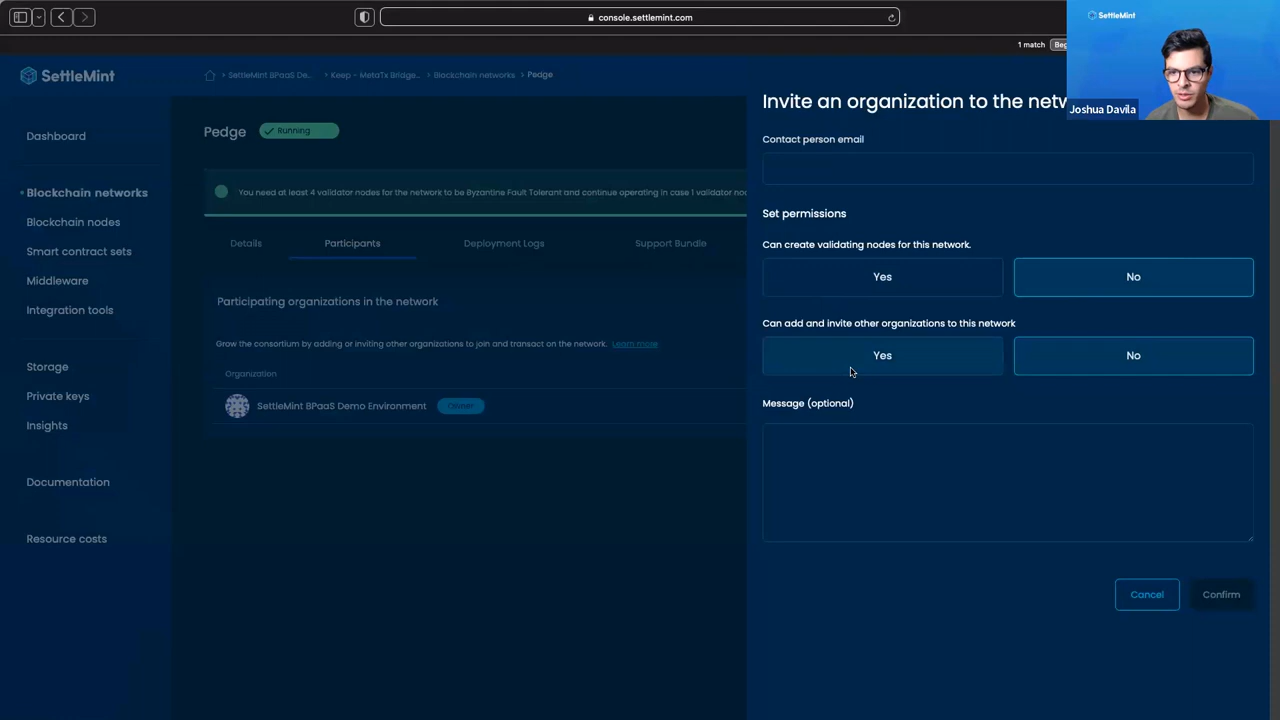 console.settlemint.com
SettleMint
1 match
SettleMint
SettleMint BPaaS De... > Keep - MetaTx Bridge... > Blockchain networks > Pedge
Invite an organization to the
Joshua Davila
Contact person email
Dashboard
Pedge
Running
Blockchain networks
You need at least 4 validator nodes for the network to be Byzantine Fault Tolerant and continue operating in case 1 validator
Set permissions
Blockchain nodes
Details
Participants
Deployment Logs
Support Bundle
Can create validating nodes for this network.
Smart contract sets
Yes
No
Middleware
Participating organizations in the network
Integration tools
Can add and invite other organizations to this network
Grow the consortium by adding or inviting other organizations to join and transact on the network. Learn more
Yes
No
Storage
Organization
Private keys
SettleMint BPaaS Demo Environment
Owner
Message (optional)
Insights
Documentation
Resource costs
Cancel
Confirm